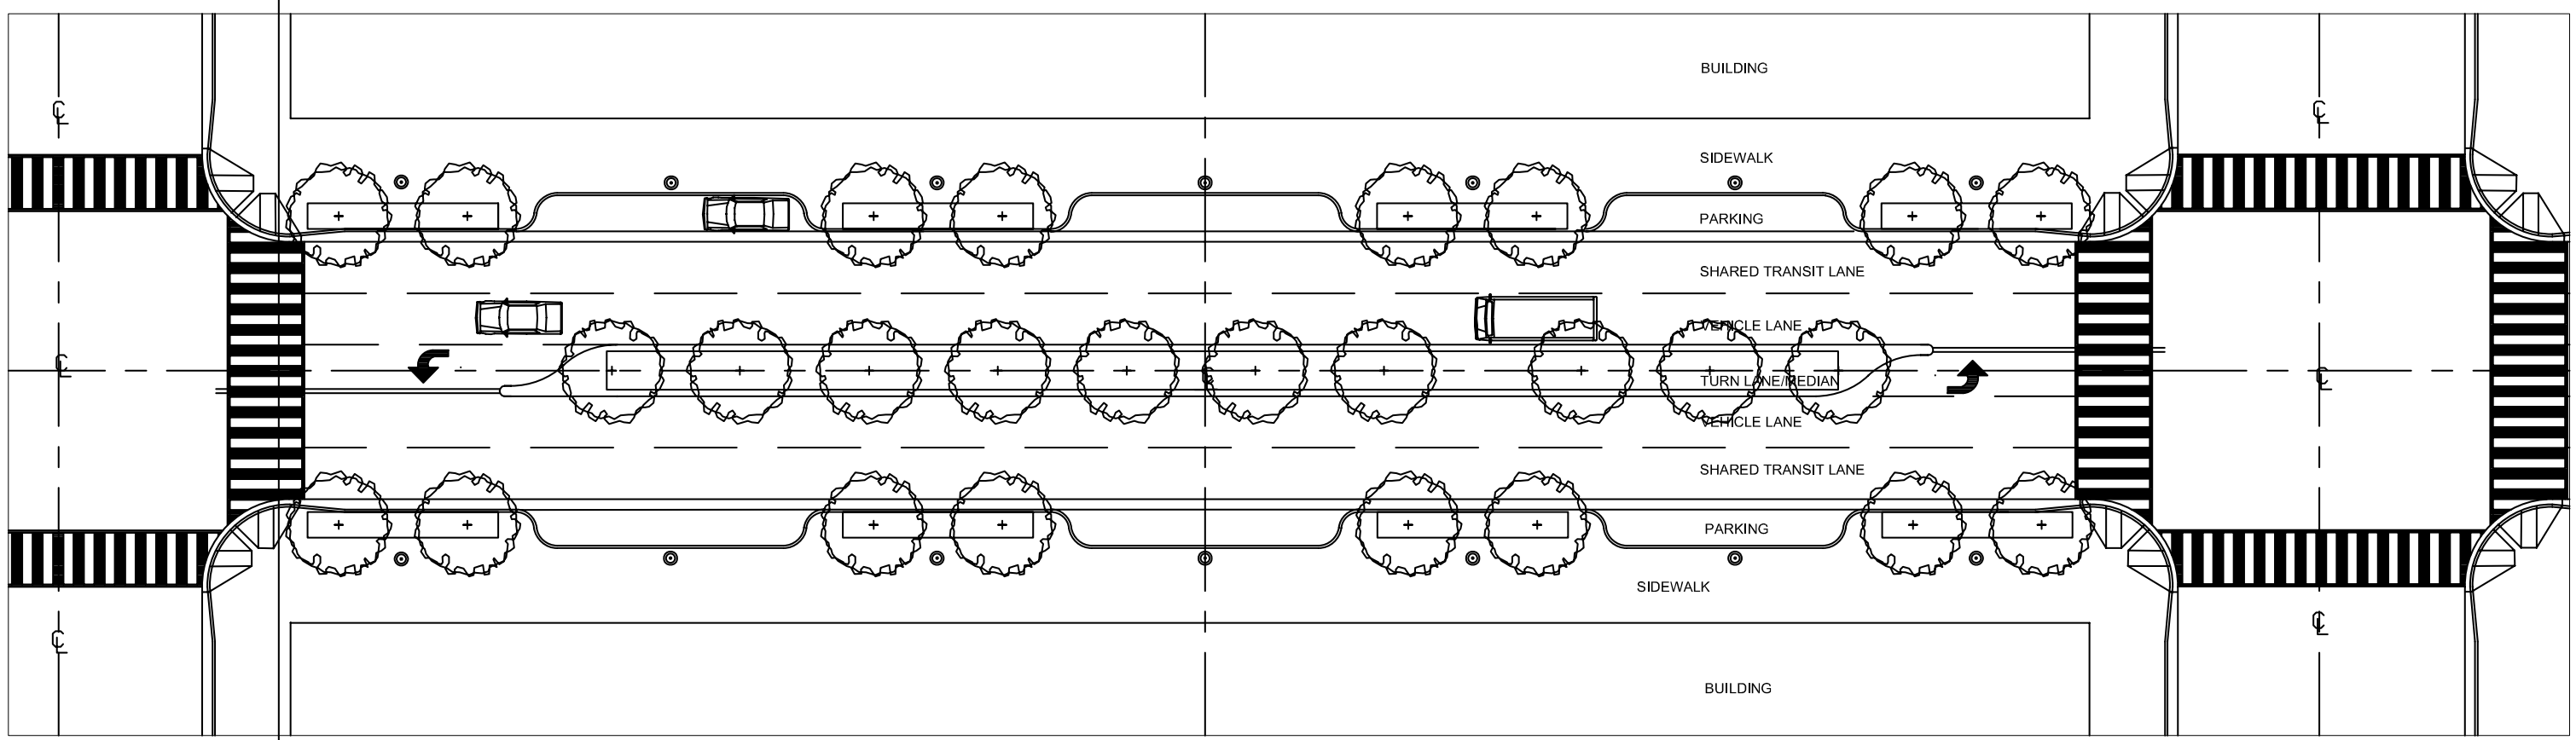 BUILDING
℄
℄
SIDEWALK
PARKING
SHARED TRANSIT LANE
VEHICLE LANE
℄
℄
℄
TURN LANE/MEDIAN
VEHICLE LANE
SHARED TRANSIT LANE
PARKING
SIDEWALK
℄
℄
BUILDING